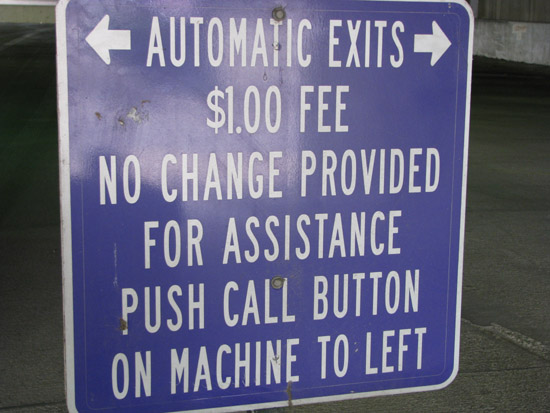 ← AUTOMATIC EXITS →
$1.00 FEE
NO CHANGE PROVIDED
FOR ASSISTANCE
PUSH CALL BUTTON
ON MACHINE TO LEFT